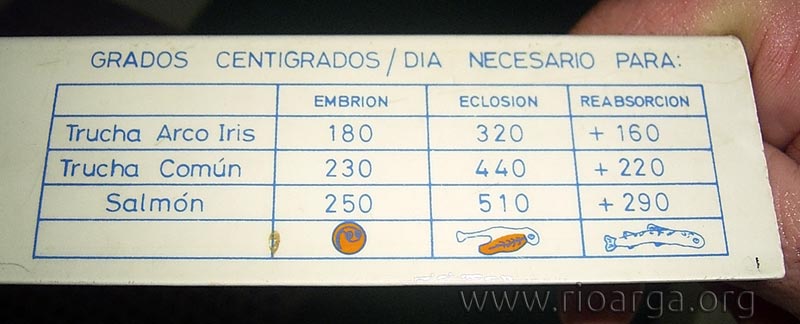 GRADOS CENTIGRADOS/DIA NECESARIO PARA:
EMBRION ECLOSION REABSORCION
Trucha Arco Iris 180 320 +160
Trucha Común 230 440 +220
Salmón 250 510 +290
www.rioarga.org